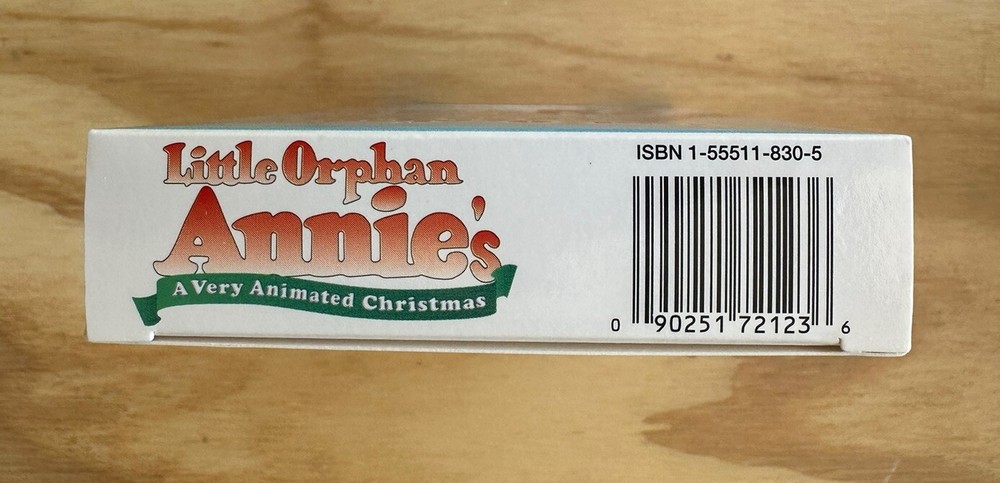 Little Orphan
Annie's
A Very Animated Christmas
ISBN 1-55511-830-5
0 90251 72123 6